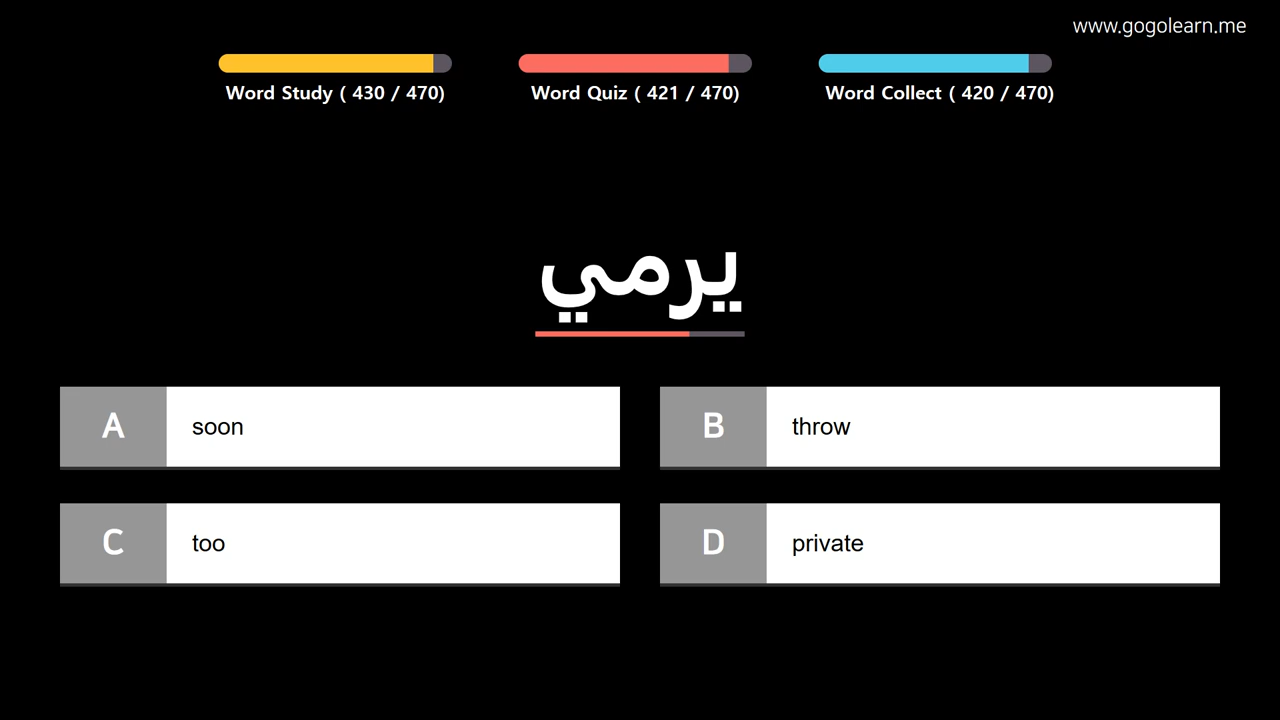 www.gogolearn.me
Word Study ( 430 / 470)
Word Quiz ( 421 / 470)
Word Collect ( 420 / 470)
يرمي
A soon
B throw
C too
D private